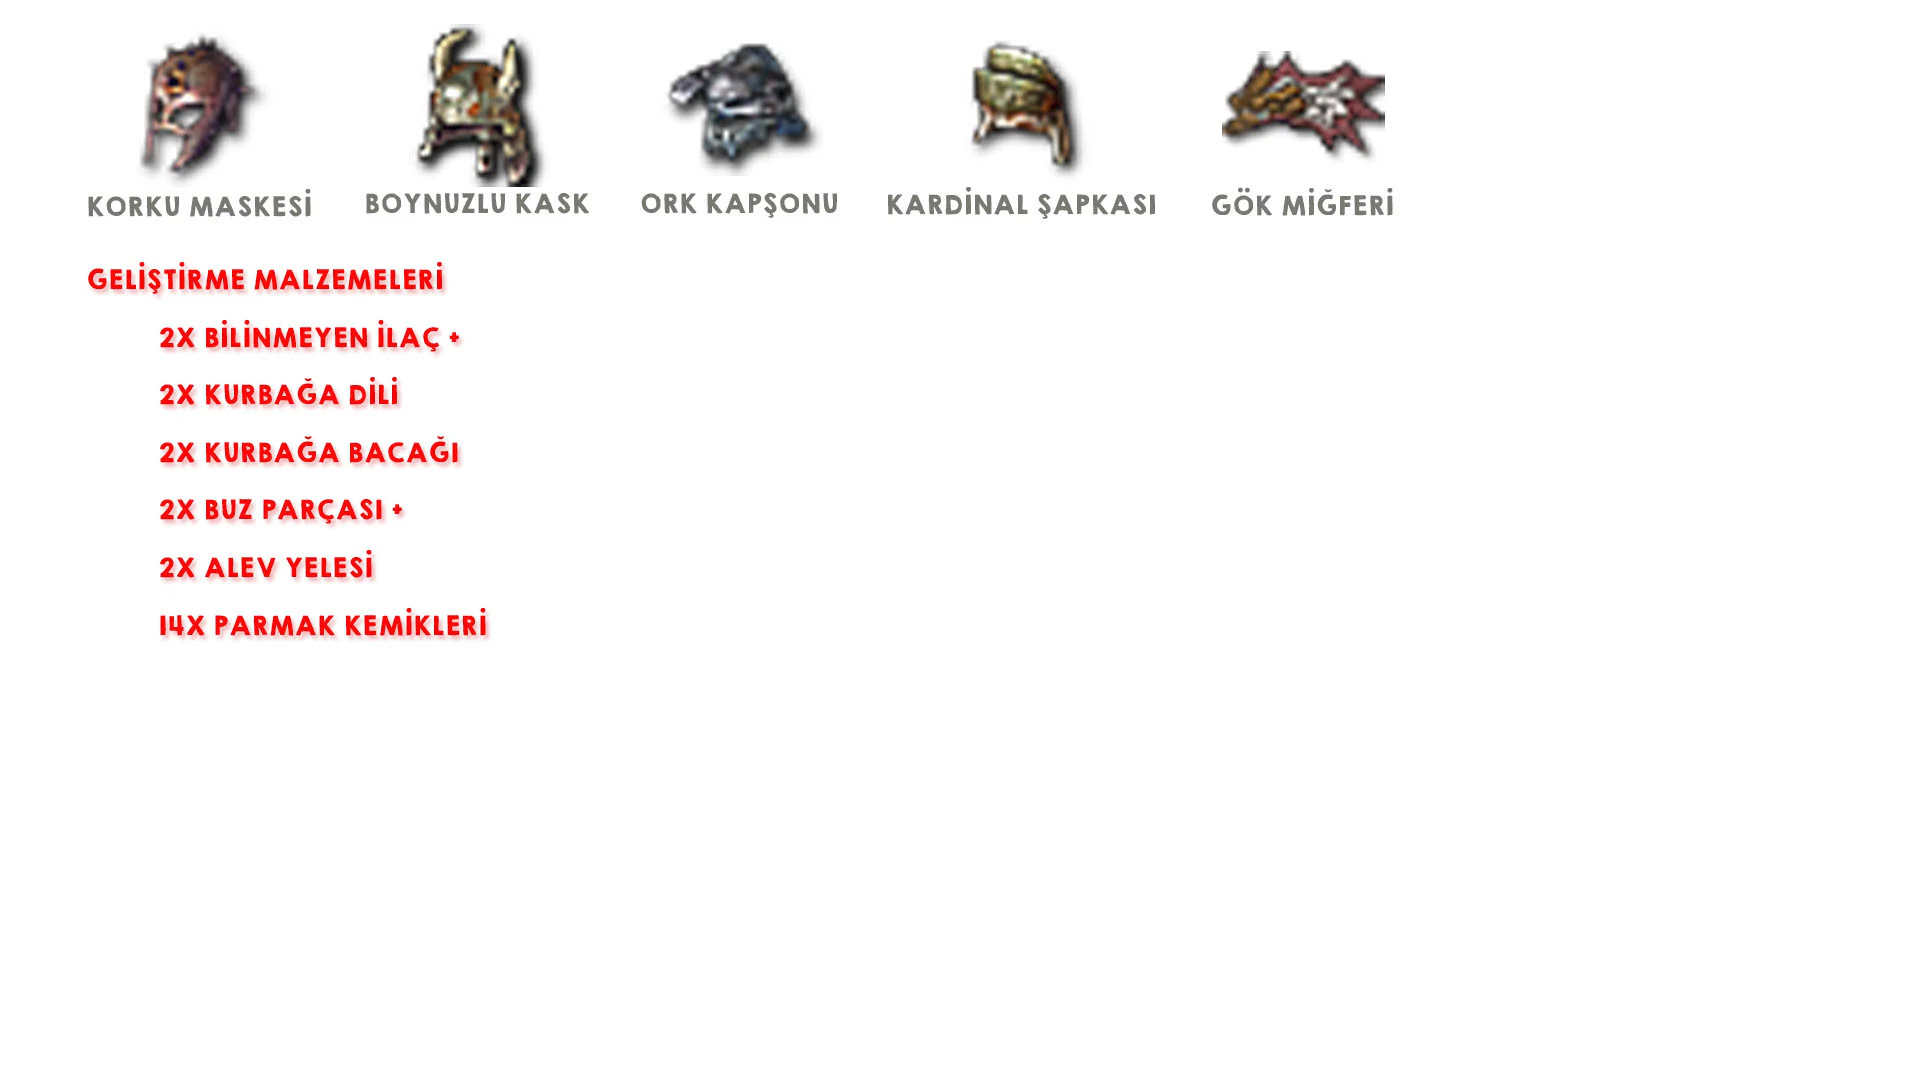 KORKU MASKESİ BOYNUZLU KASK ORK KAPŞONU KARDİNAL ŞAPKASI GÖK MİĞFERİ
GELİŞTİRME MALZEMELERİ
2X BİLİNMEYEN İLAÇ +
2X KURBAĞA DİLİ
2X KURBAĞA BACAĞI
2X BUZ PARÇASI +
2X ALEV YELESİ
14X PARMAK KEMİKLERİ